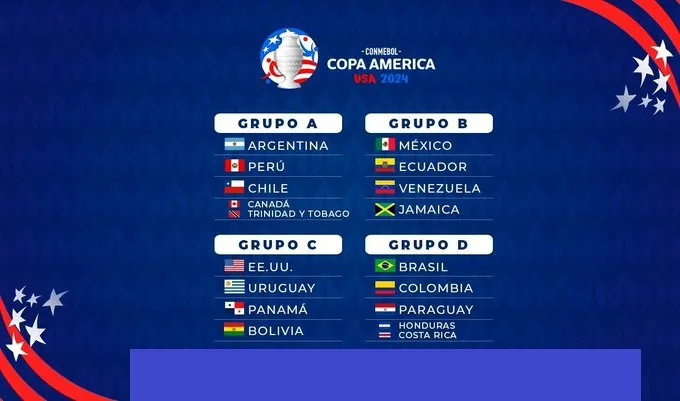 - CONMEBOL -
COPA AMERICA
USA 2024
GRUPO A
ARGENTINA
PERÚ
CHILE
CANADÁ
TRINIDAD Y TOBAGO
GRUPO B
MÉXICO
ECUADOR
VENEZUELA
JAMAICA
GRUPO C
EE.UU.
URUGUAY
PANAMÁ
BOLIVIA
GRUPO D
BRASIL
COLOMBIA
PARAGUAY
HONDURAS
COSTA RICA